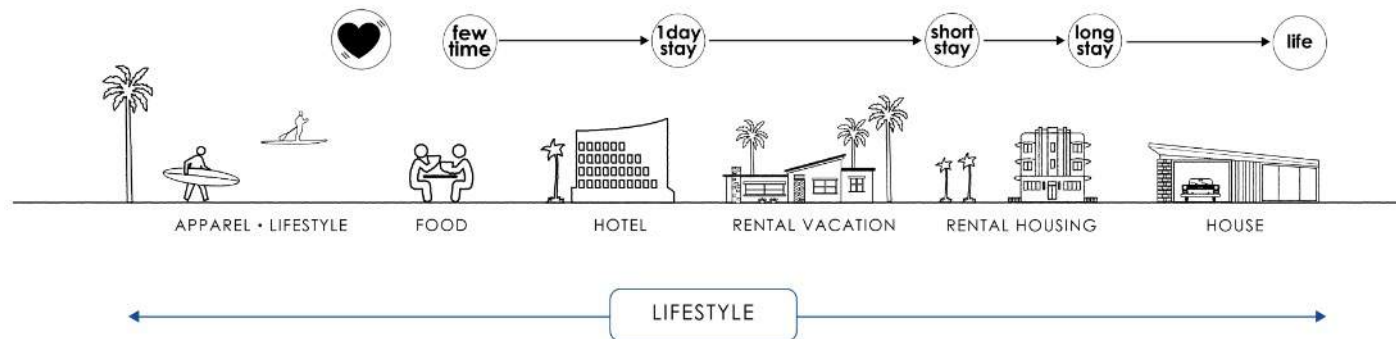 few
time
1day
stay
short
stay
long
stay
life
APPAREL • LIFESTYLE
FOOD
HOTEL
RENTAL VACATION
RENTAL HOUSING
HOUSE
LIFESTYLE